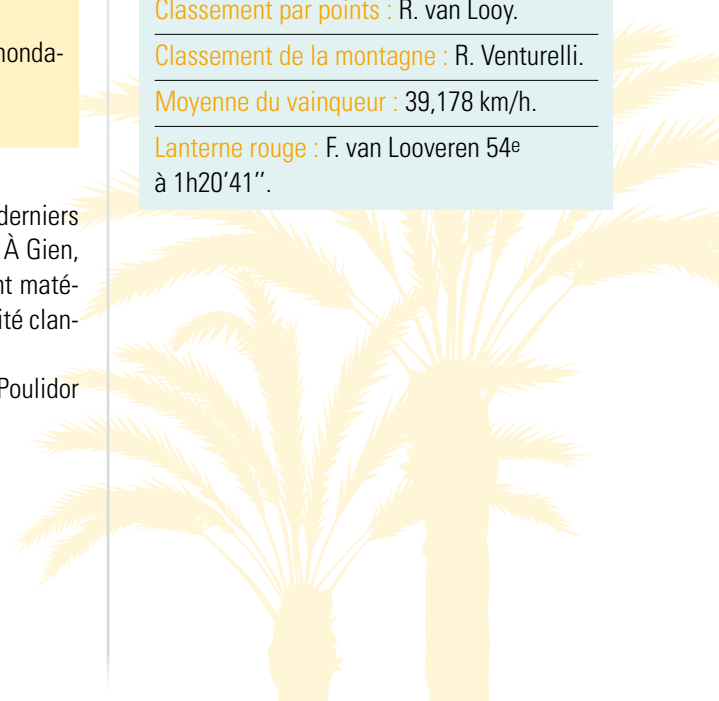 monda-
derniers
À Gien,
nt maté-
ité clan-
Poulidor
Classement par points : R. van Looy.
Classement de la montagne : R. Venturelli.
Moyenne du vainqueur : 39,178 km/h.
Lanterne rouge : F. van Looveren 54e
à 1h20’41’’.